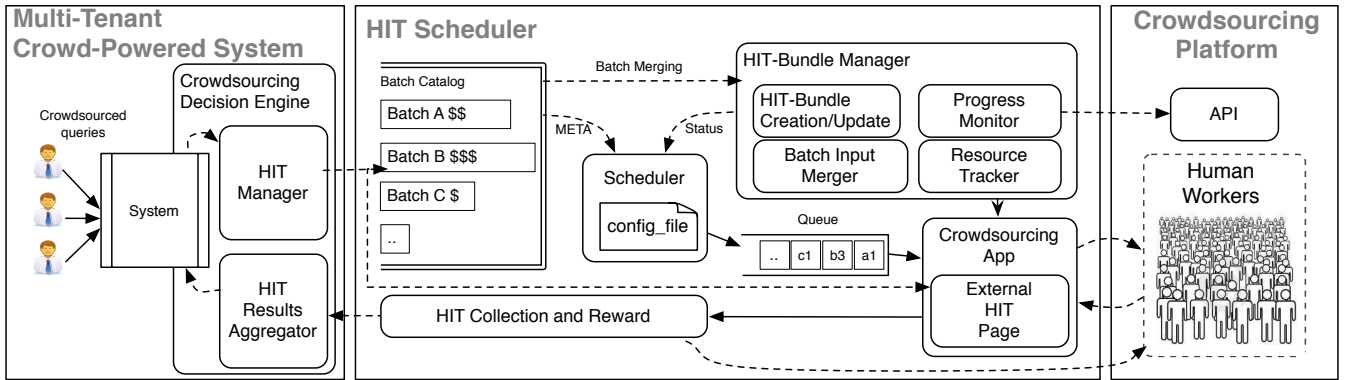 Multi-Tenant
Crowd-Powered System
Crowdsourced
queries
System
Crowdsourcing
Decision Engine
HIT
Manager
HIT
Results
Aggregator
HIT Scheduler
Batch Catalog
Batch A $$
Batch B $$$
Batch C $
..
Batch Merging
META
Status
Scheduler
config_file
HIT-Bundle Manager
HIT-Bundle
Creation/Update
Progress
Monitor
Batch Input
Merger
Resource
Tracker
Queue
.. c1 b3 a1
Crowdsourcing
App
External
HIT
Page
HIT Collection and Reward
Crowdsourcing
Platform
API
Human
Workers